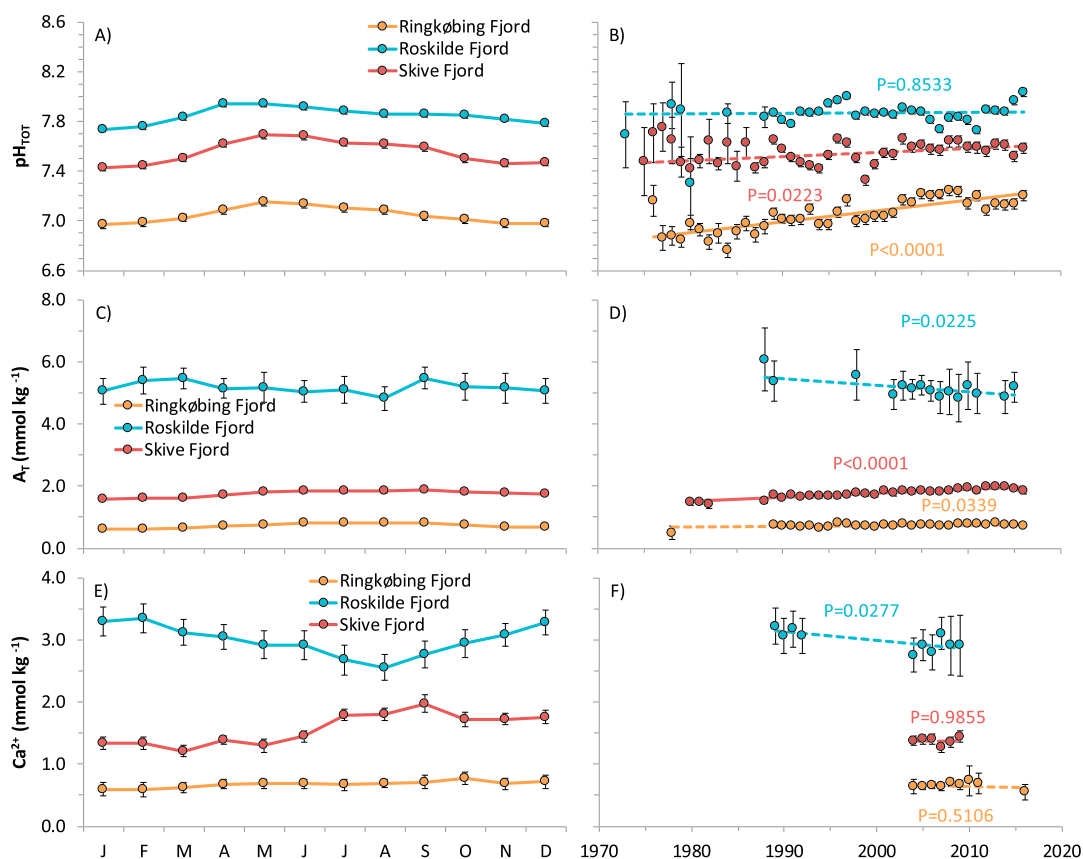 A)
Ringkøbing Fjord
Roskilde Fjord
Skive Fjord
pH_TOT
8.6
8.2
7.8
7.4
7.0
6.6
B)
P=0.8533
P=0.0223
P<0.0001
C)
Ringkøbing Fjord
Roskilde Fjord
Skive Fjord
A_T (mmol kg⁻¹)
8.0
6.0
4.0
2.0
0.0
D)
P=0.0225
P<0.0001
P=0.0339
E)
Ringkøbing Fjord
Roskilde Fjord
Skive Fjord
Ca²⁺ (mmol kg⁻¹)
4.0
3.0
2.0
1.0
0.0
J F M A M J J A S O N D
F)
P=0.0277
P=0.9855
P=0.5106
1970 1980 1990 2000 2010 2020